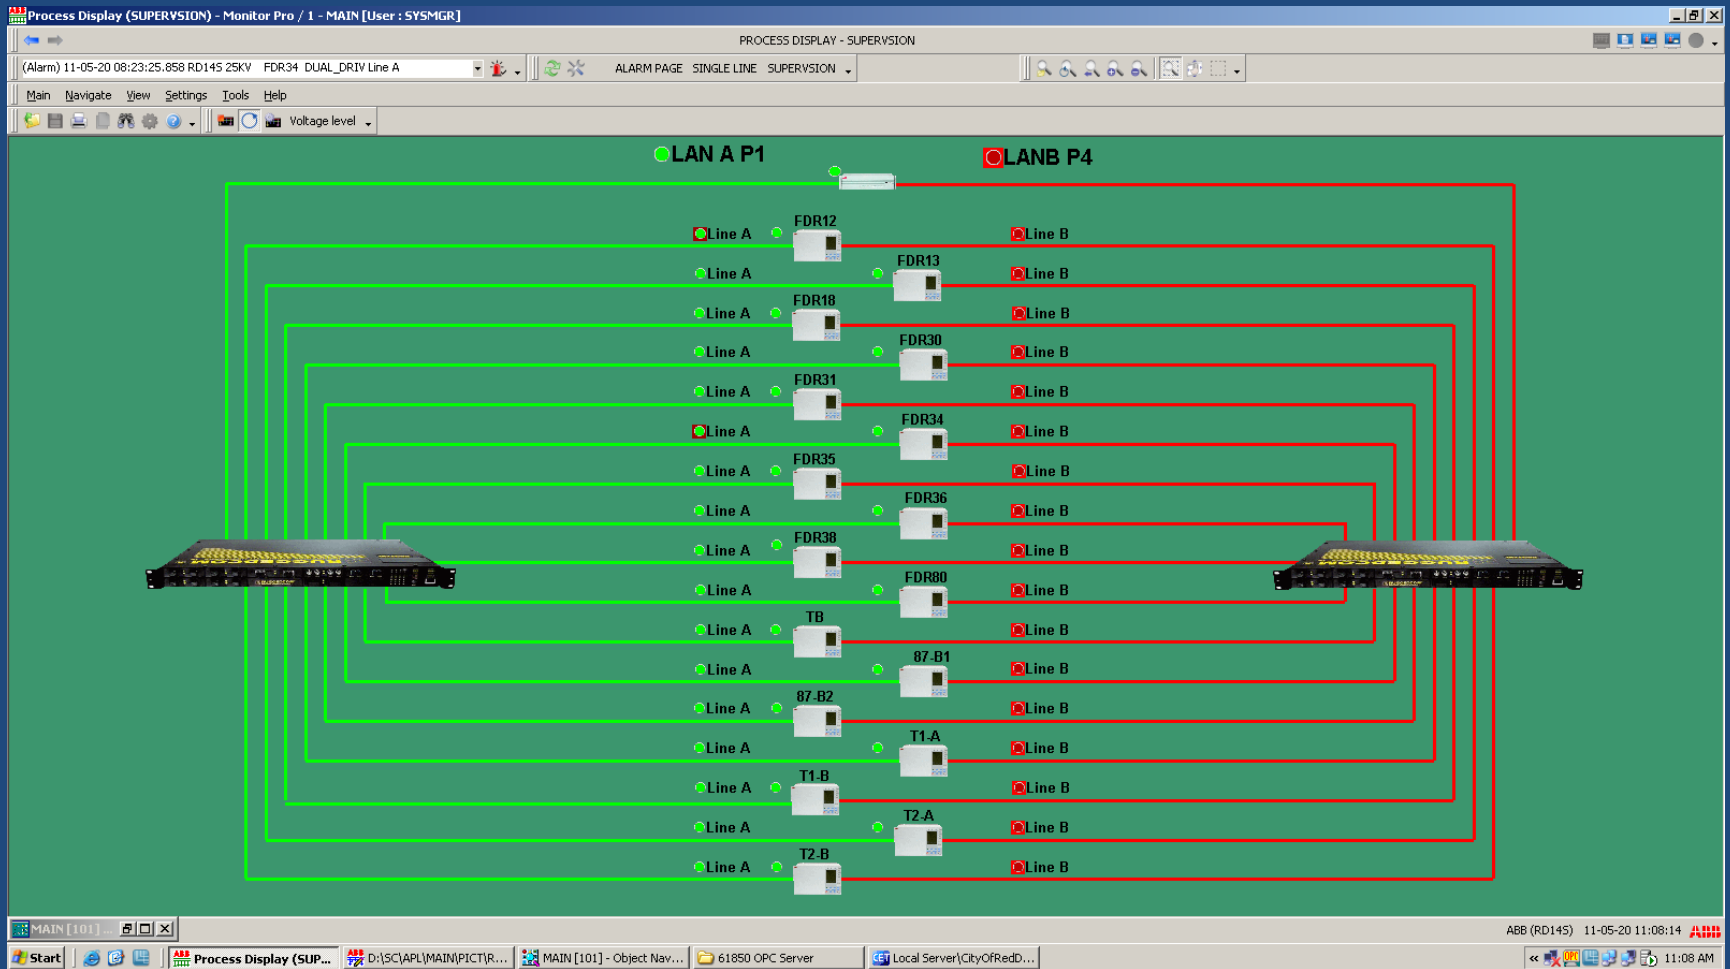 Process Display (SUPERVSION) - Monitor Pro / 1 - MAIN [User : SYSMGR]
PROCESS DISPLAY - SUPERVSION
(Alarm) 11-05-20 08:23:25.858 RD14S 25KV FDR34 DUAL_DRIV Line A
ALARM PAGE SINGLE LINE SUPERVSION
Main Navigate View Settings Tools Help
Voltage level
LAN A P1 LANB P4
FDR12
Line A Line B
FDR13
Line A Line B
FDR18
Line A Line B
FDR30
Line A Line B
FDR31
Line A Line B
FDR34
Line A Line B
FDR35
Line A Line B
FDR36
Line A Line B
FDR38
Line A Line B
FDR80
Line A Line B
TB
Line A Line B
87-B1
Line A Line B
87-B2
Line A Line B
T1-A
Line A Line B
T1-B
Line A Line B
T2-A
Line A Line B
T2-B
Line A Line B
RUGGEDCOM RUGGEDCOM
MAIN [101] ...
ABB (RD14S) 11-05-20 11:08:14 ABB
Start Process Display (SUP... D:\SC\APL\MAIN\PICT\R... MAIN [101] - Object Nav... 61850 OPC Server Local Server\CityOfRedD... 11:08 AM